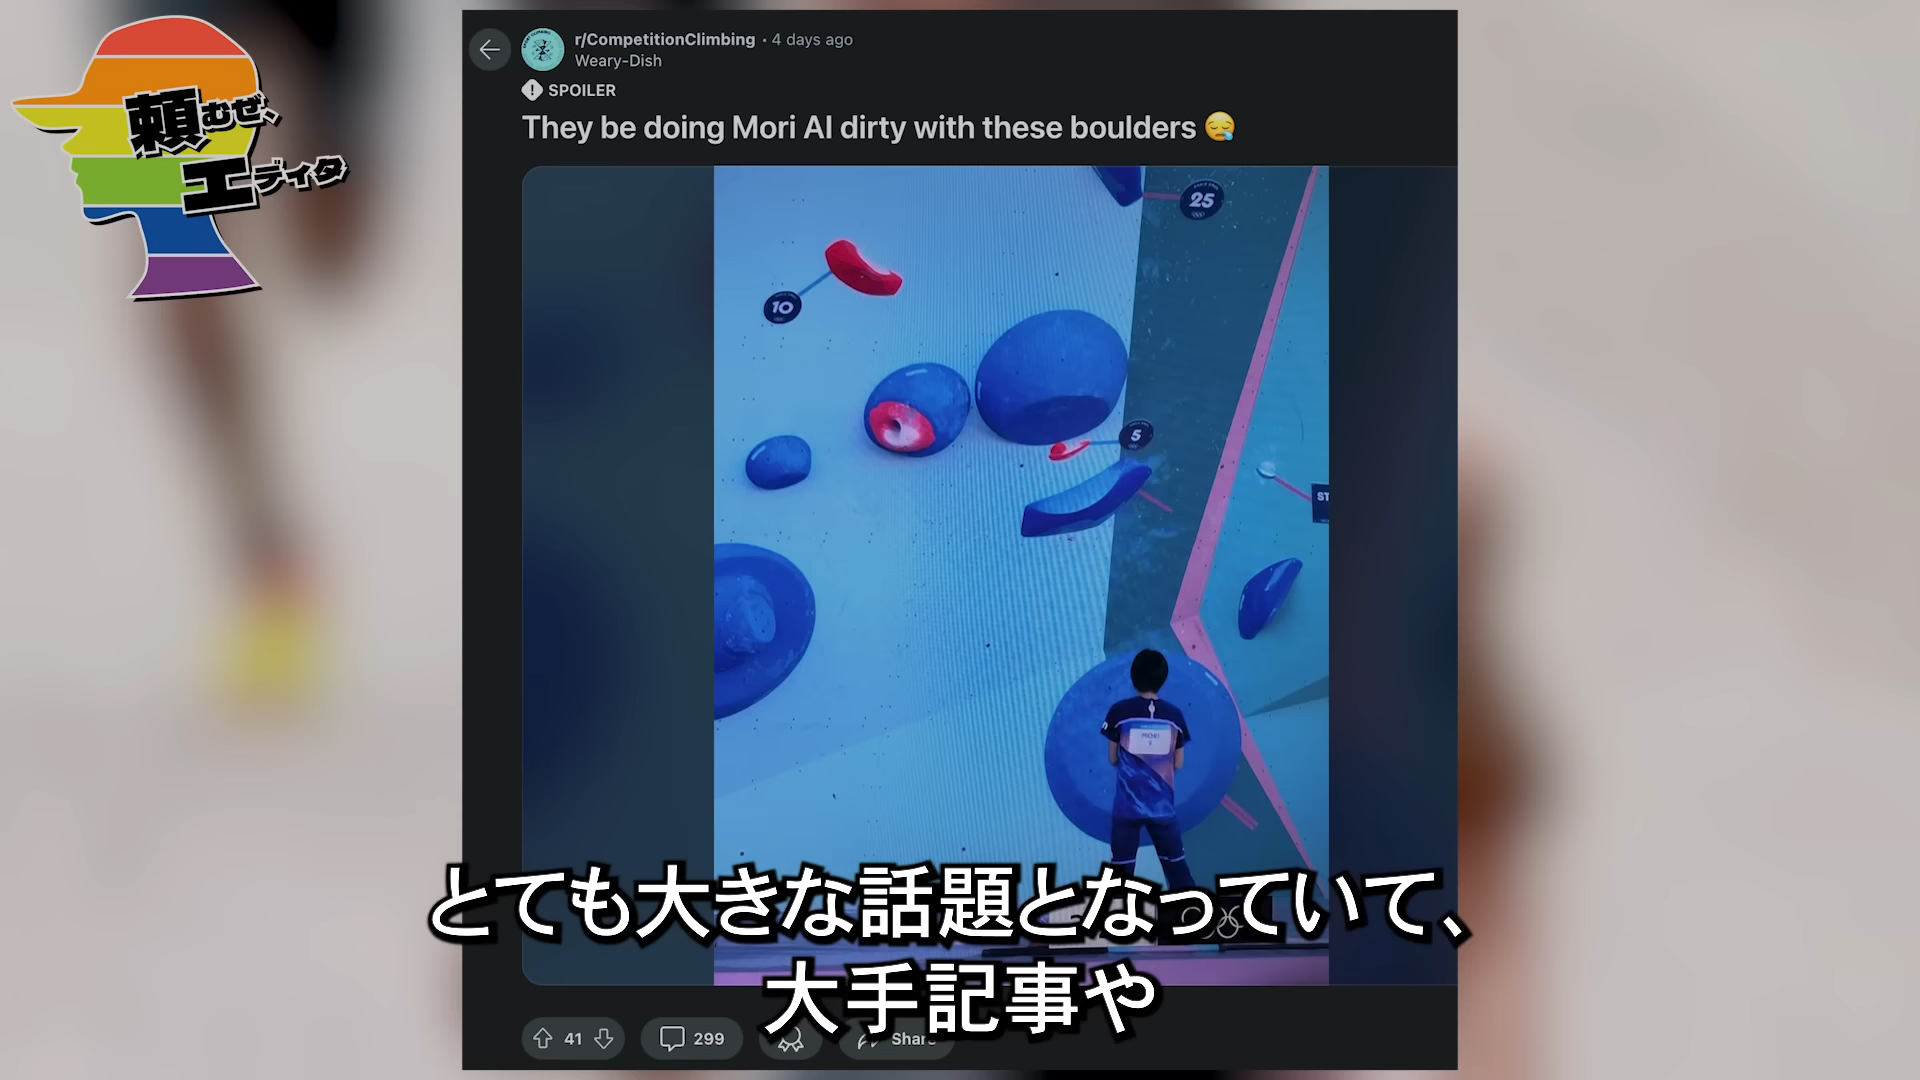 頼むぜ、
エディタ
r/CompetitionClimbing • 4 days ago
Weary-Dish
SPOILER
They be doing Mori AI dirty with these boulders 😪
25
10
5
ST
MORI
とても大きな話題となっていて、
大手記事や
41
299
Share